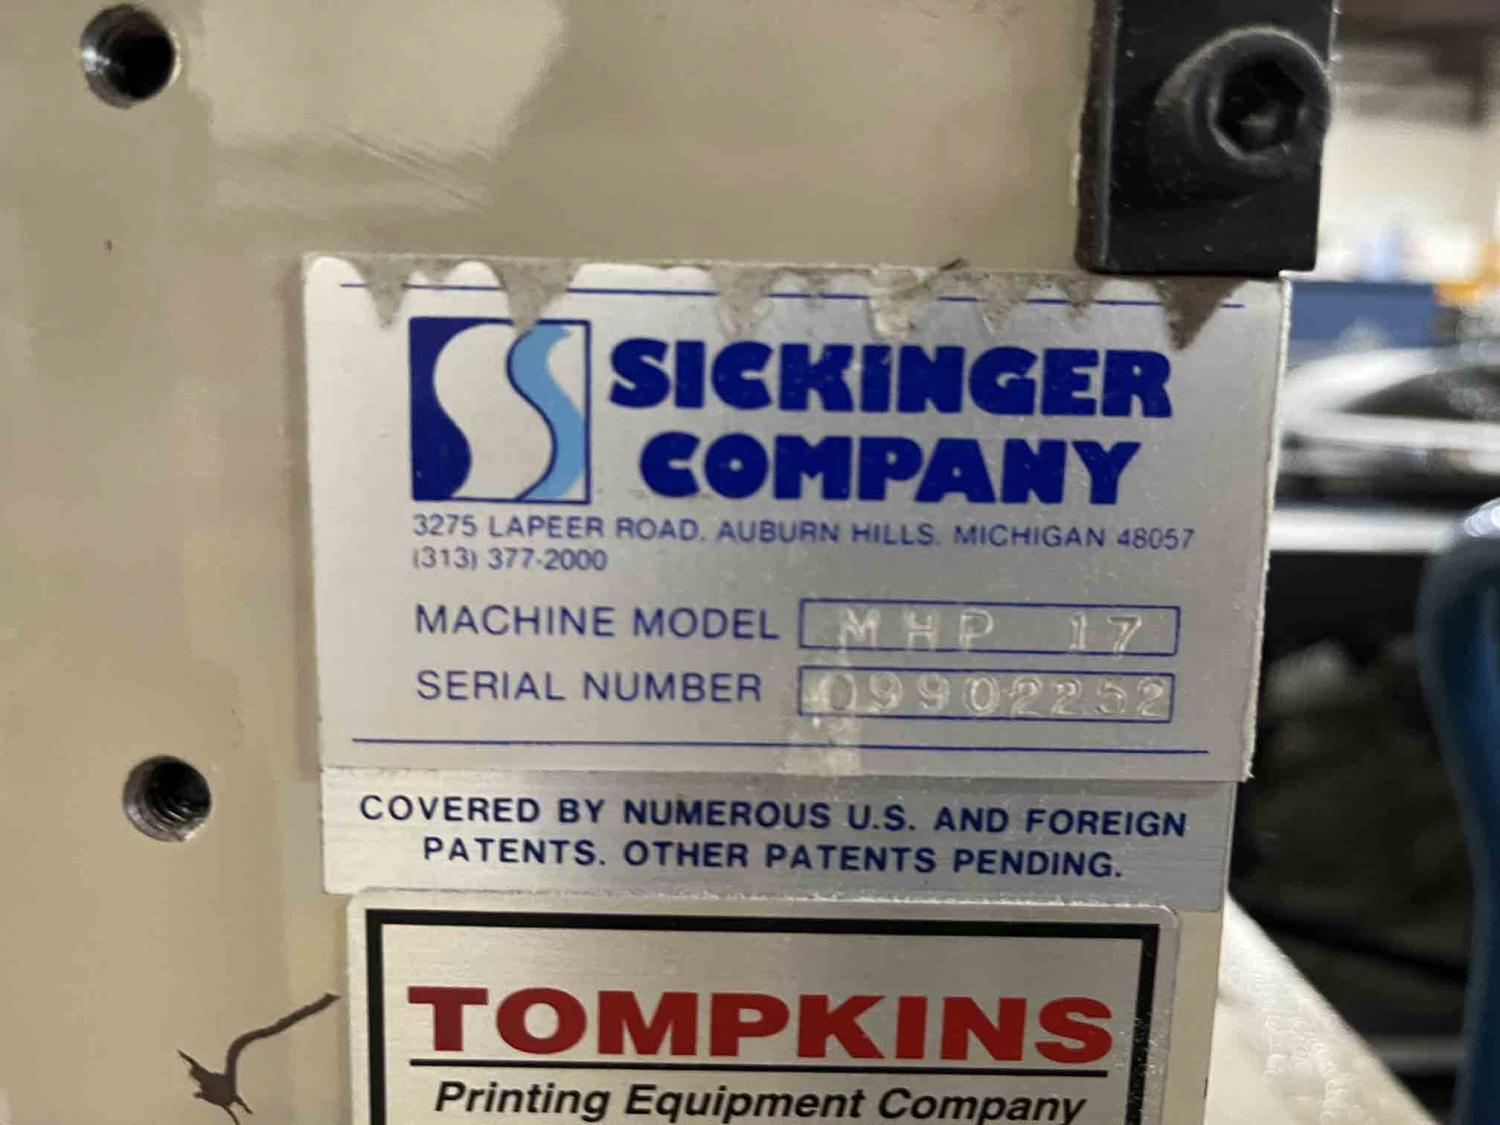 SICKINGER
COMPANY
3275 LAPEER ROAD, AUBURN HILLS, MICHIGAN 48057
(313) 377-2000
MACHINE MODEL MHP 17
SERIAL NUMBER 09902252
COVERED BY NUMEROUS U.S. AND FOREIGN
PATENTS. OTHER PATENTS PENDING.
TOMPKINS
Printing Equipment Company